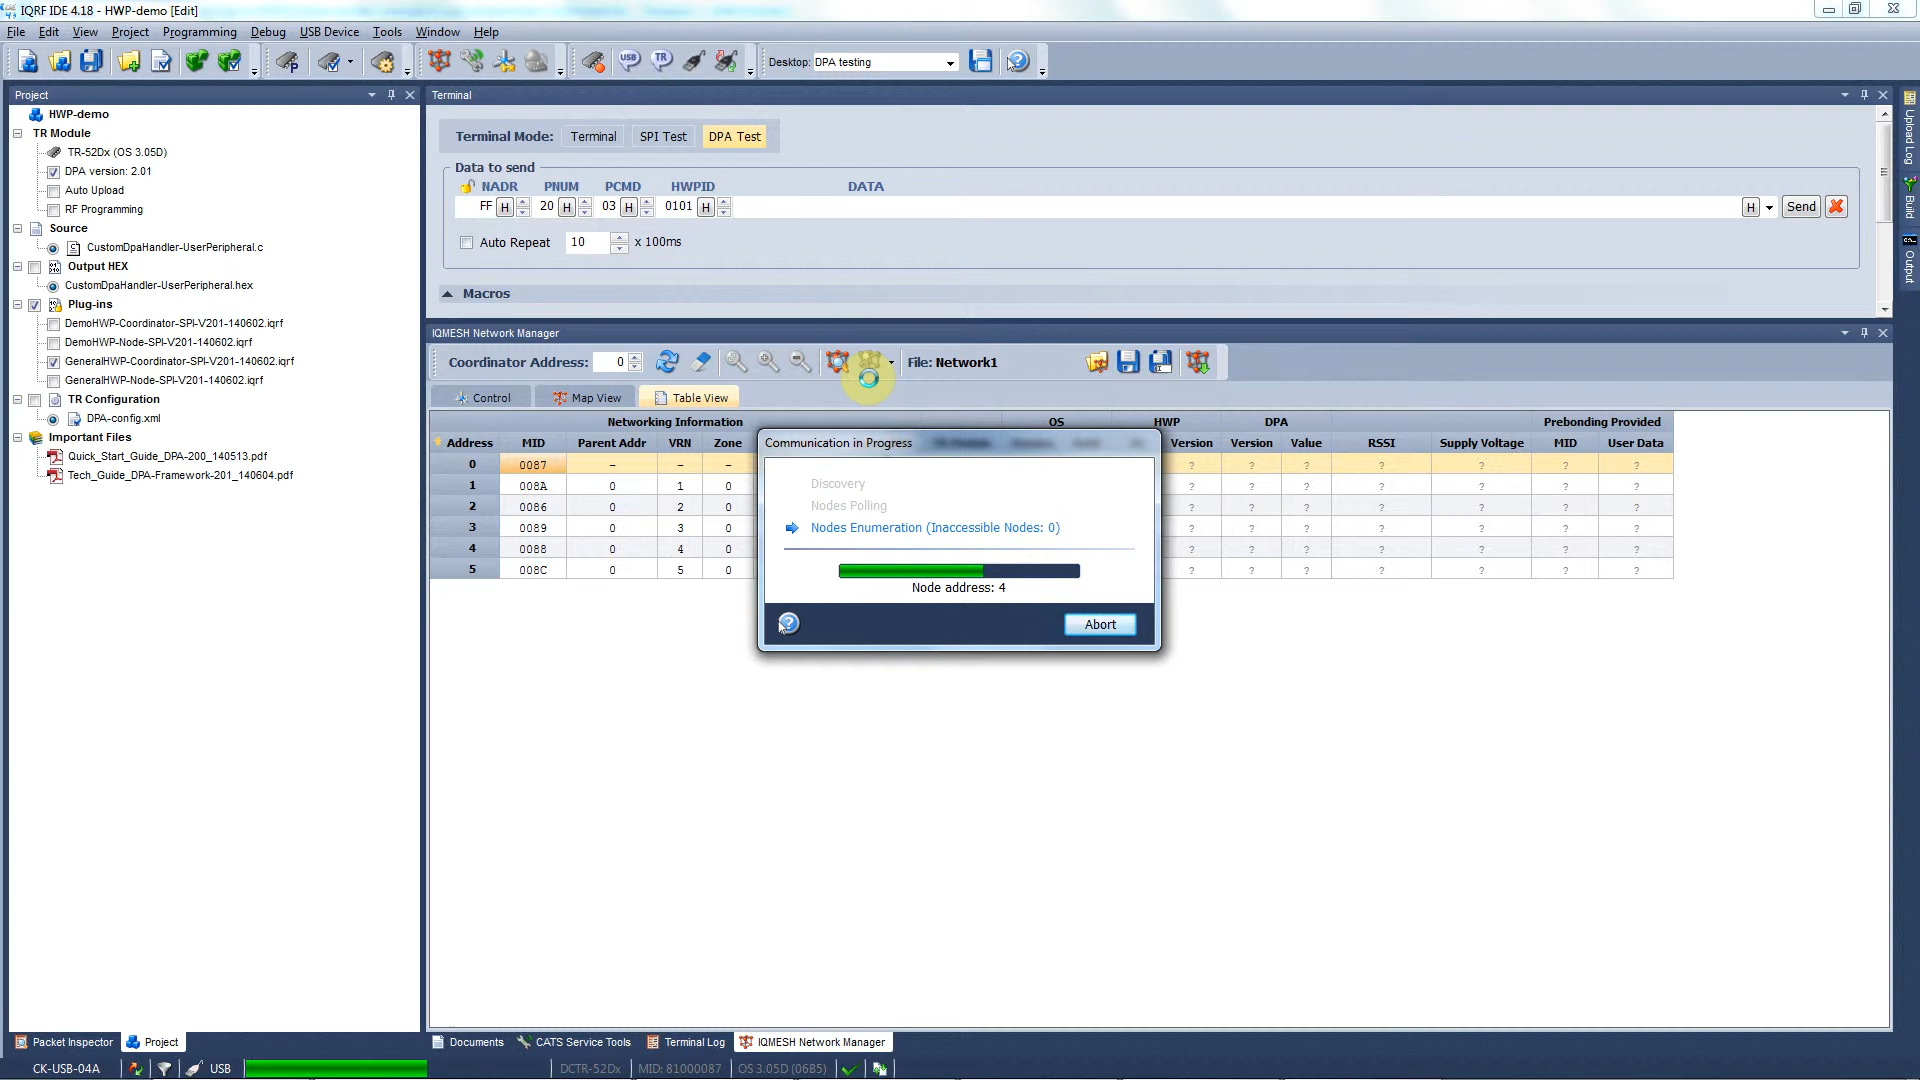 IQRF IDE 4.18 - HWP-demo [Edit]
File Edit View Project Programming Debug USB Device Tools Window Help
USB TR Desktop: DPA testing
Project
HWP-demo
TR Module
TR-52Dx (OS 3.05D)
DPA version: 2.01
Auto Upload
RF Programming
Source
CustomDpaHandler-UserPeripheral.c
Output HEX
CustomDpaHandler-UserPeripheral.hex
Plug-ins
DemoHWP-Coordinator-SPI-V201-140602.iqrf
DemoHWP-Node-SPI-V201-140602.iqrf
GeneralHWP-Coordinator-SPI-V201-140602.iqrf
GeneralHWP-Node-SPI-V201-140602.iqrf
TR Configuration
DPA-config.xml
Important Files
Quick_Start_Guide_DPA-200_140513.pdf
Tech_Guide_DPA-Framework-201_140604.pdf
Terminal
Terminal Mode: Terminal SPI Test DPA Test
Data to send
NADR PNUM PCMD HWPID DATA
FF H 20 H 03 H 0101 H H Send
Auto Repeat 10 x 100ms
Macros
IQMESH Network Manager
Coordinator Address: 0 File: Network1
Control Map View Table View
Networking Information OS HWP DPA Prebonding Provided
Address MID Parent Addr VRN Zone Version Version Value RSSI Supply Voltage MID User Data
0 0087 – – – ? ? ? ? ? ? ?
1 008A 0 1 0 ? ? ? ? ? ? ?
2 0086 0 2 0 ? ? ? ? ? ? ?
3 0089 0 3 0 ? ? ? ? ? ? ?
4 0088 0 4 0 ? ? ? ? ? ? ?
5 008C 0 5 0 ? ? ? ? ? ? ?
Communication in Progress
Discovery
Nodes Polling
Nodes Enumeration (Inaccessible Nodes: 0)
Node address: 4
Abort
Upload Log
Build
Output
Packet Inspector Project
Documents CATS Service Tools Terminal Log IQMESH Network Manager
CK-USB-04A USB DCTR-52Dx MID: 81000087 OS 3.05D (06B5)